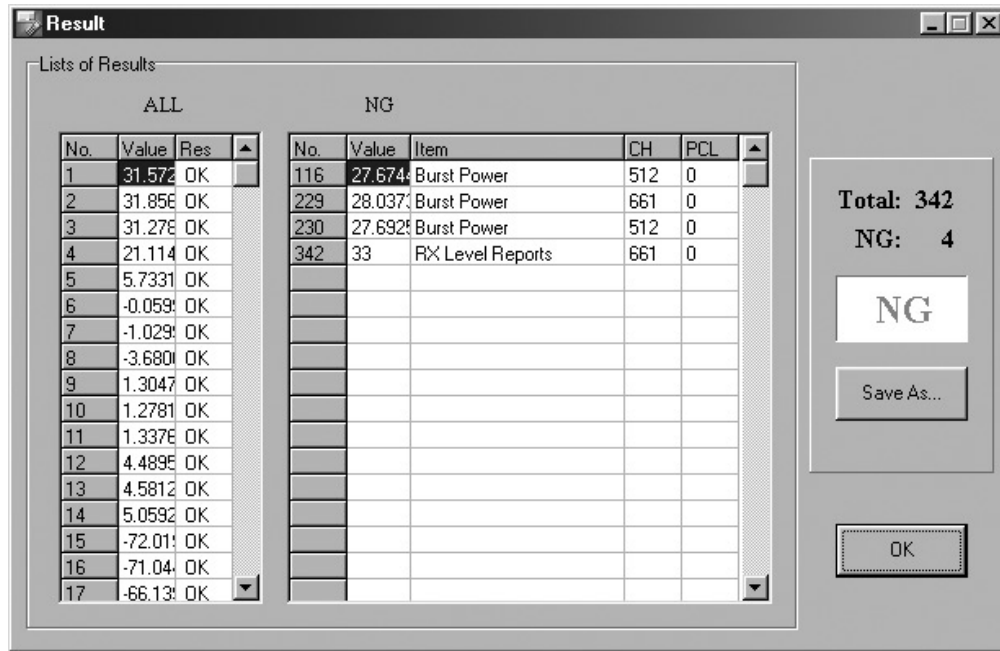 Result
Lists of Results
ALL
No. Value Res
1 31.572 OK
2 31.856 OK
3 31.278 OK
4 21.114 OK
5 5.7331 OK
6 -0.059 OK
7 -1.029 OK
8 -3.680 OK
9 1.3047 OK
10 1.2781 OK
11 1.3376 OK
12 4.4895 OK
13 4.5812 OK
14 5.0592 OK
15 -72.01 OK
16 -71.04 OK
17 -66.13 OK
NG
No. Value Item CH PCL
116 27.674 Burst Power 512 0
229 28.037 Burst Power 661 0
230 27.692 Burst Power 512 0
342 33 RX Level Reports 661 0
Total: 342
NG: 4
NG
Save As...
OK